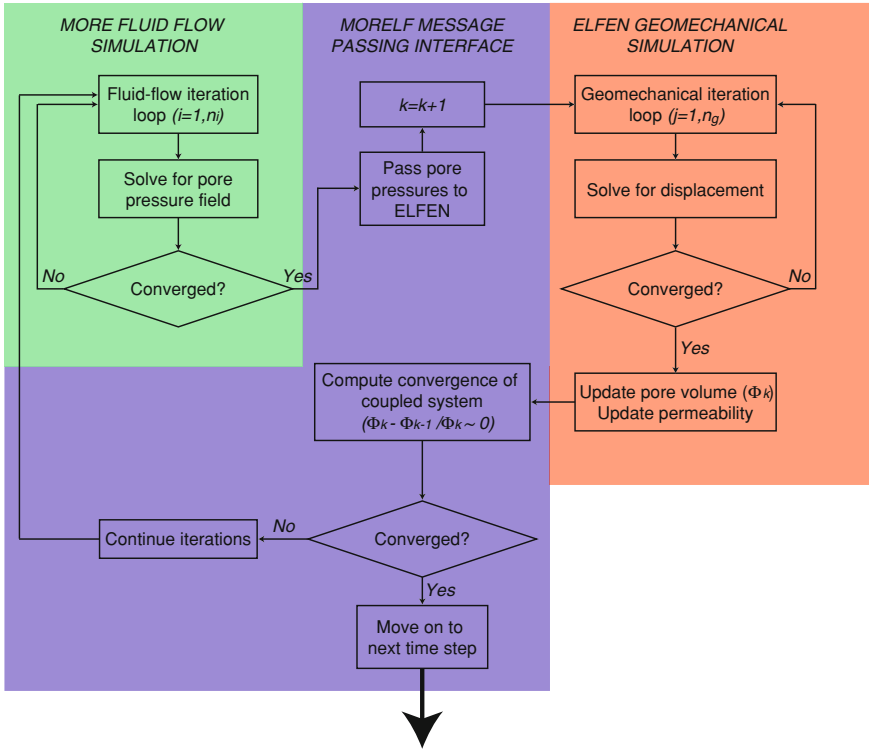 MORE FLUID FLOW
SIMULATION
MORELF MESSAGE
PASSING INTERFACE
ELFEN GEOMECHANICAL
SIMULATION
Fluid-flow iteration
loop (i=1,ni)
Solve for pore
pressure field
Converged?
No
Yes
k=k+1
Pass pore
pressures to
ELFEN
Geomechanical iteration
loop (j=1,ng)
Solve for displacement
Converged?
No
Yes
Update pore volume (Φk)
Update permeability
Compute convergence of
coupled system
(Φk - Φk-1 /Φk ~ 0)
Converged?
No
Continue iterations
Yes
Move on to
next time step